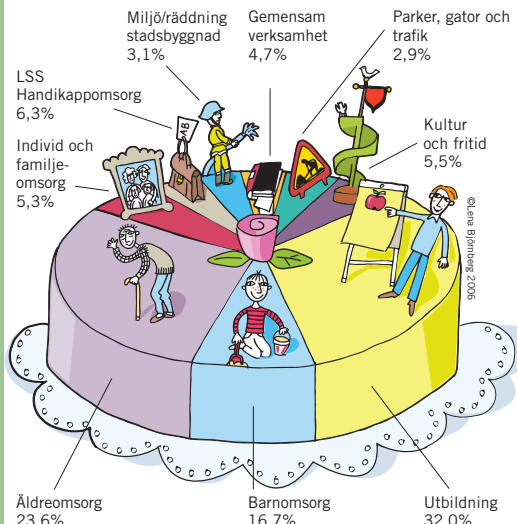 Miljö/räddning
stadsbyggnad
3,1%
Gemensam
verksamhet
4,7%
Parker, gator och
trafik
2,9%
LSS
Handikappomsorg
6,3%
Individ och
familje-
omsorg
5,3%
Kultur
och fritid
5,5%
AB
©Lena Björnberg 2006
Äldreomsorg
23,6%
Barnomsorg
16,7%
Utbildning
32,0%